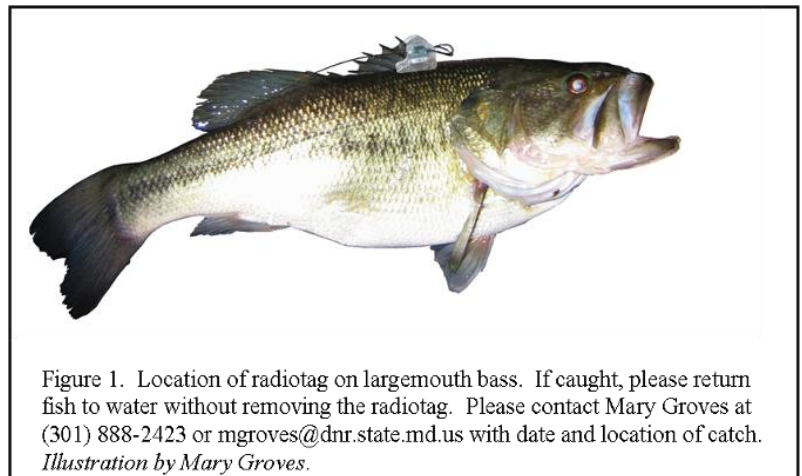 Figure 1.  Location of radiotag on largemouth bass.  If caught, please return
fish to water without removing the radiotag.  Please contact Mary Groves at
(301) 888-2423 or mgroves@dnr.state.md.us with date and location of catch.
Illustration by Mary Groves.